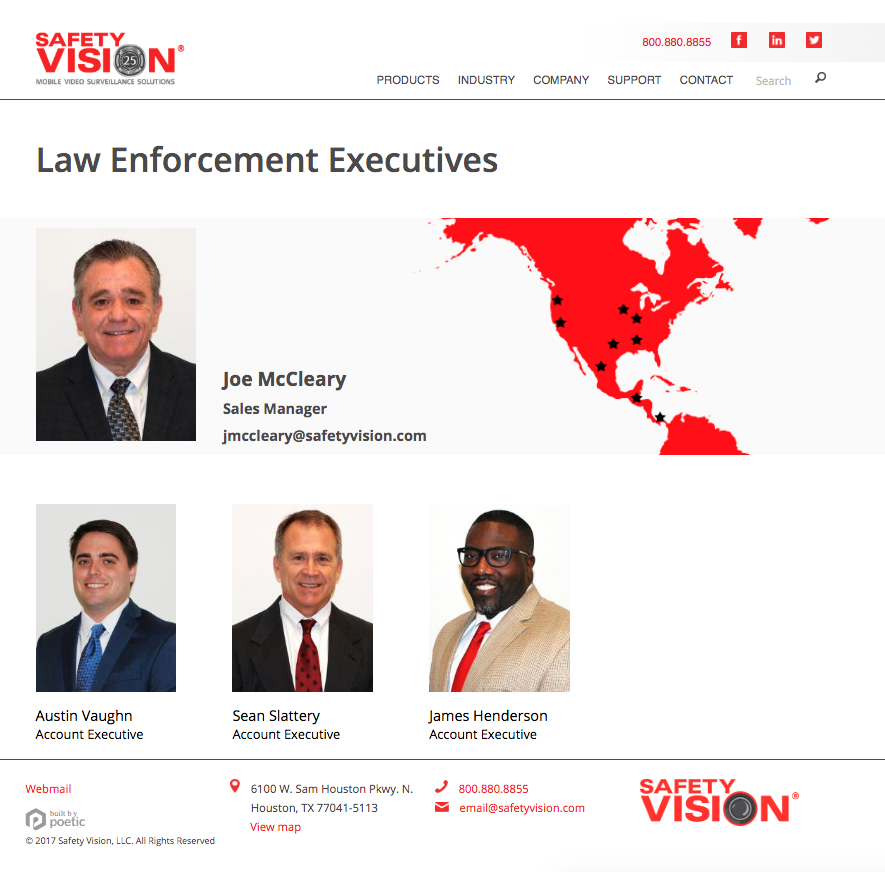 SAFETY
VISION®
25
MOBILE VIDEO SURVEILLANCE SOLUTIONS
800.880.8855
PRODUCTS INDUSTRY COMPANY SUPPORT CONTACT Search
Law Enforcement Executives
Joe McCleary
Sales Manager
jmccleary@safetyvision.com
Austin Vaughn
Account Executive
Sean Slattery
Account Executive
James Henderson
Account Executive
Webmail
built by
poetic
© 2017 Safety Vision, LLC. All Rights Reserved
6100 W. Sam Houston Pkwy. N.
Houston, TX 77041-5113
View map
800.880.8855
email@safetyvision.com
SAFETY
VISION®